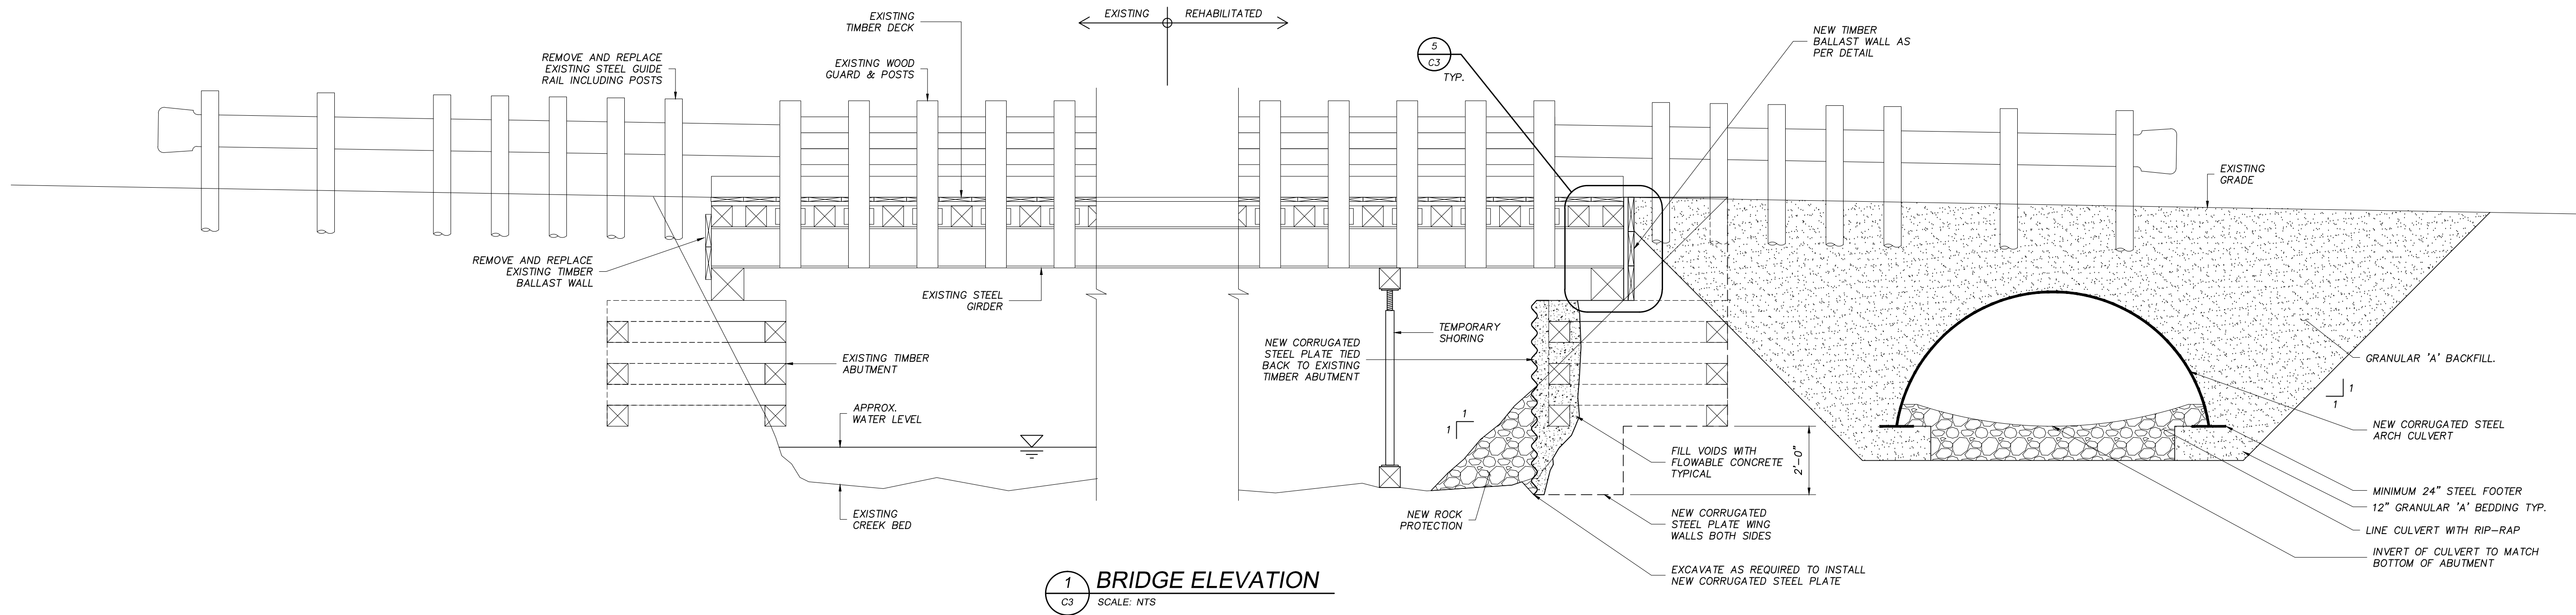 EXISTING
REHABILITATED
EXISTING
TIMBER DECK
REMOVE AND REPLACE
EXISTING STEEL GUIDE
RAIL INCLUDING POSTS
EXISTING WOOD
GUARD & POSTS
5
C3
TYP.
NEW TIMBER
BALLAST WALL AS
PER DETAIL
EXISTING
GRADE
REMOVE AND REPLACE
EXISTING TIMBER
BALLAST WALL
EXISTING STEEL
GIRDER
EXISTING TIMBER
ABUTMENT
APPROX.
WATER LEVEL
EXISTING
CREEK BED
NEW CORRUGATED
STEEL PLATE TIED
BACK TO EXISTING
TIMBER ABUTMENT
TEMPORARY
SHORING
1
1
NEW ROCK
PROTECTION
FILL VOIDS WITH
FLOWABLE CONCRETE
TYPICAL
2'-0"
NEW CORRUGATED
STEEL PLATE WING
WALLS BOTH SIDES
EXCAVATE AS REQUIRED TO INSTALL
NEW CORRUGATED STEEL PLATE
GRANULAR 'A' BACKFILL.
1
1
NEW CORRUGATED STEEL
ARCH CULVERT
MINIMUM 24" STEEL FOOTER
12" GRANULAR 'A' BEDDING TYP.
LINE CULVERT WITH RIP-RAP
INVERT OF CULVERT TO MATCH
BOTTOM OF ABUTMENT
1
C3
BRIDGE ELEVATION
SCALE: NTS